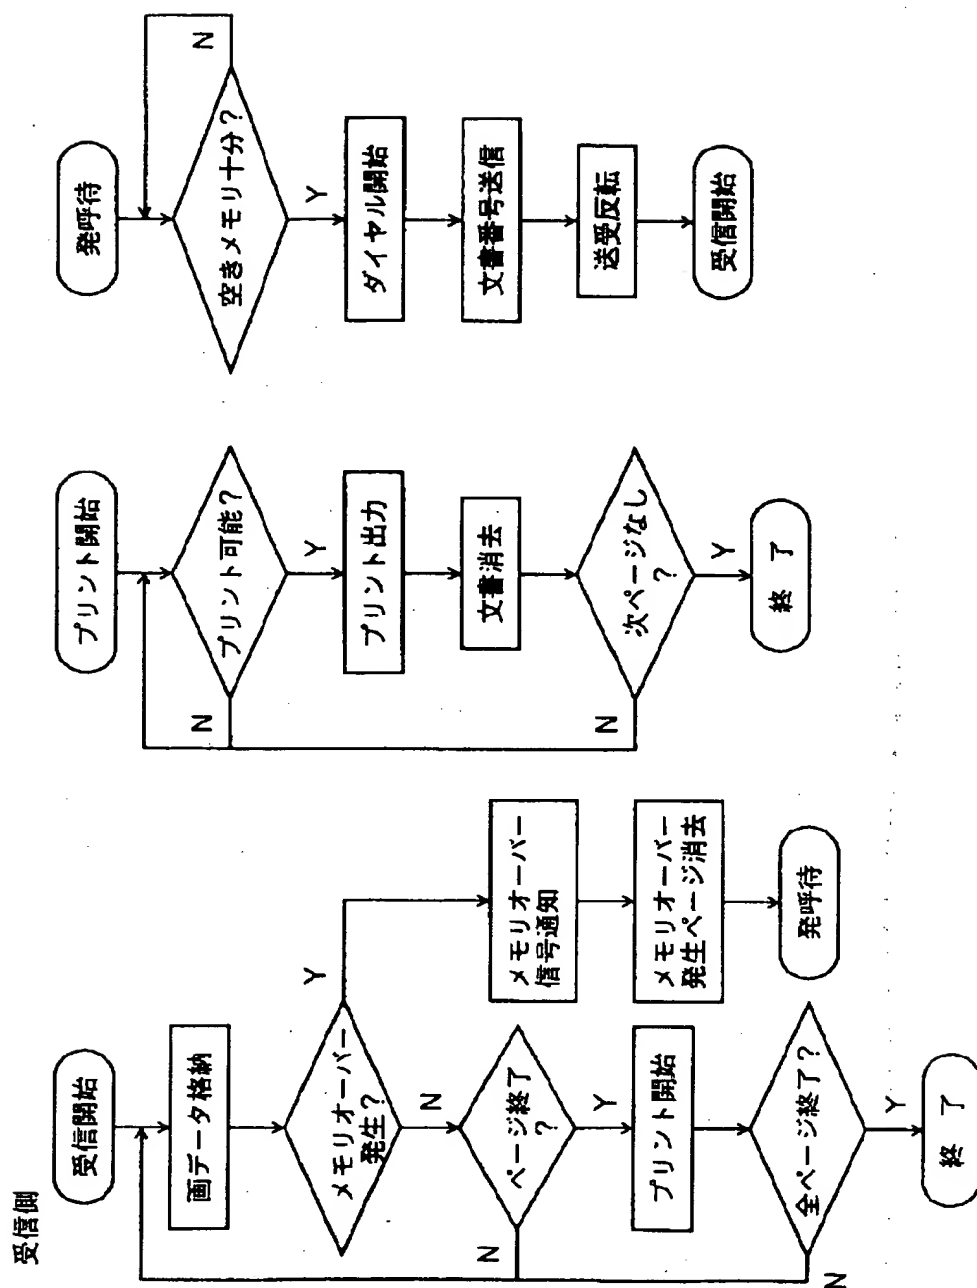 受信側
受信開始
画データ格納
メモリオーバー
発生?
Y
N
メモリオーバー
信号通知
メモリオーバー
発生ページ消去
発呼待
ページ終了
?
N
Y
プリント開始
全ページ終了?
N
Y
終 了
プリント開始
プリント可能?
N
Y
プリント出力
文書消去
次ページなし
?
N
Y
終 了
発呼待
空きメモリ十分?
N
Y
ダイヤル開始
文書番号送信
送受反転
受信開始